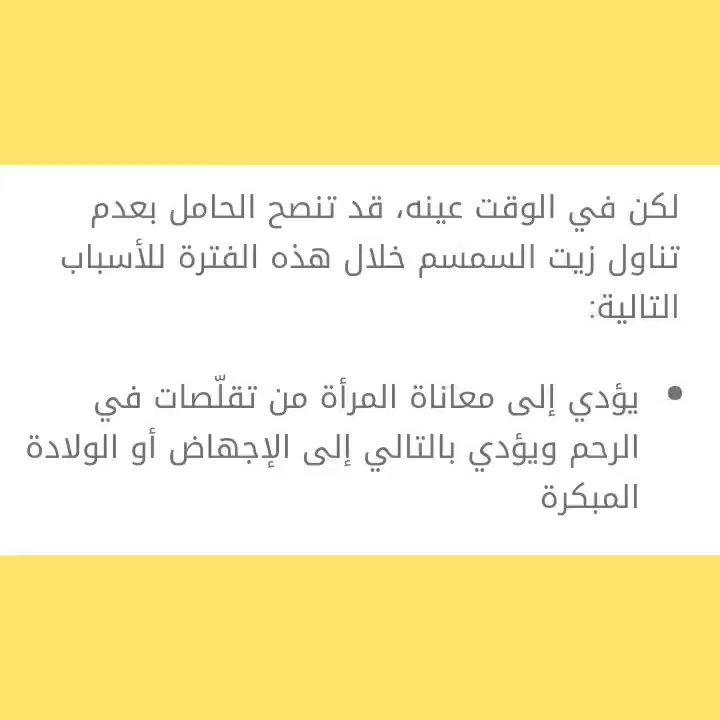 لكن في الوقت عينه، قد تنصح الحامل بعدم
تناول زيت السمسم خلال هذه الفترة للأسباب
التالية:
• يؤدي إلى معاناة المرأة من تقلّصات في
الرحم ويؤدي بالتالي إلى الإجهاض أو الولادة
المبكرة